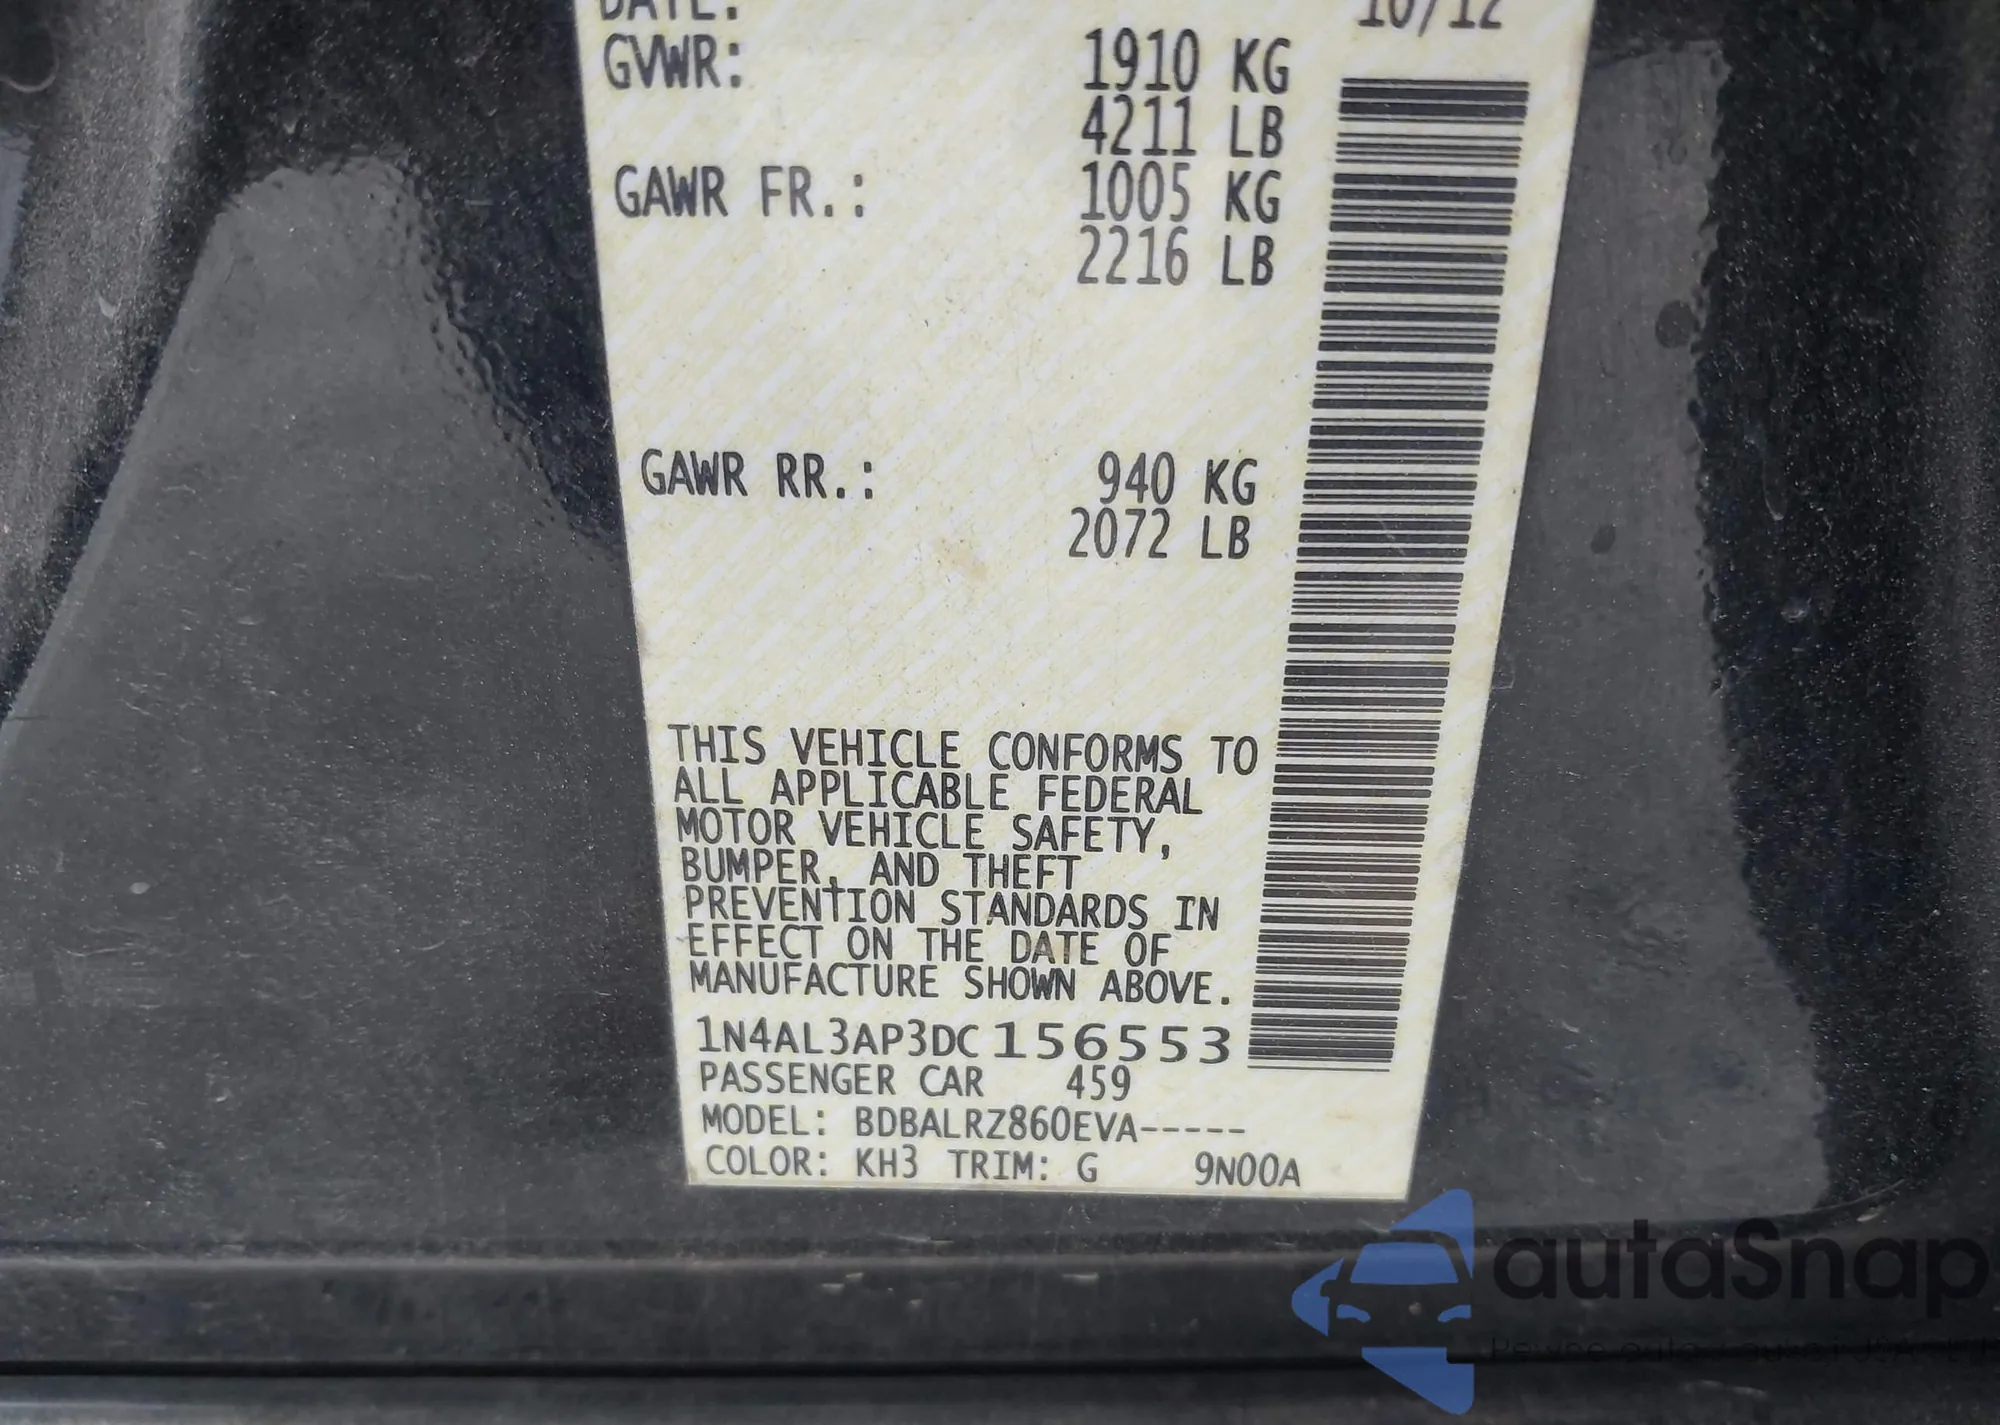 DATE: 10/12
GVWR: 1910 KG
4211 LB
GAWR FR.: 1005 KG
2216 LB
GAWR RR.: 940 KG
2072 LB
THIS VEHICLE CONFORMS TO
ALL APPLICABLE FEDERAL
MOTOR VEHICLE SAFETY,
BUMPER, AND THEFT
PREVENTION STANDARDS IN
EFFECT ON THE DATE OF
MANUFACTURE SHOWN ABOVE.
1N4AL3AP3DC156553
PASSENGER CAR 459
MODEL: BDBALRZ860EVA-----
COLOR: KH3 TRIM: G 9N00A
autoSnap